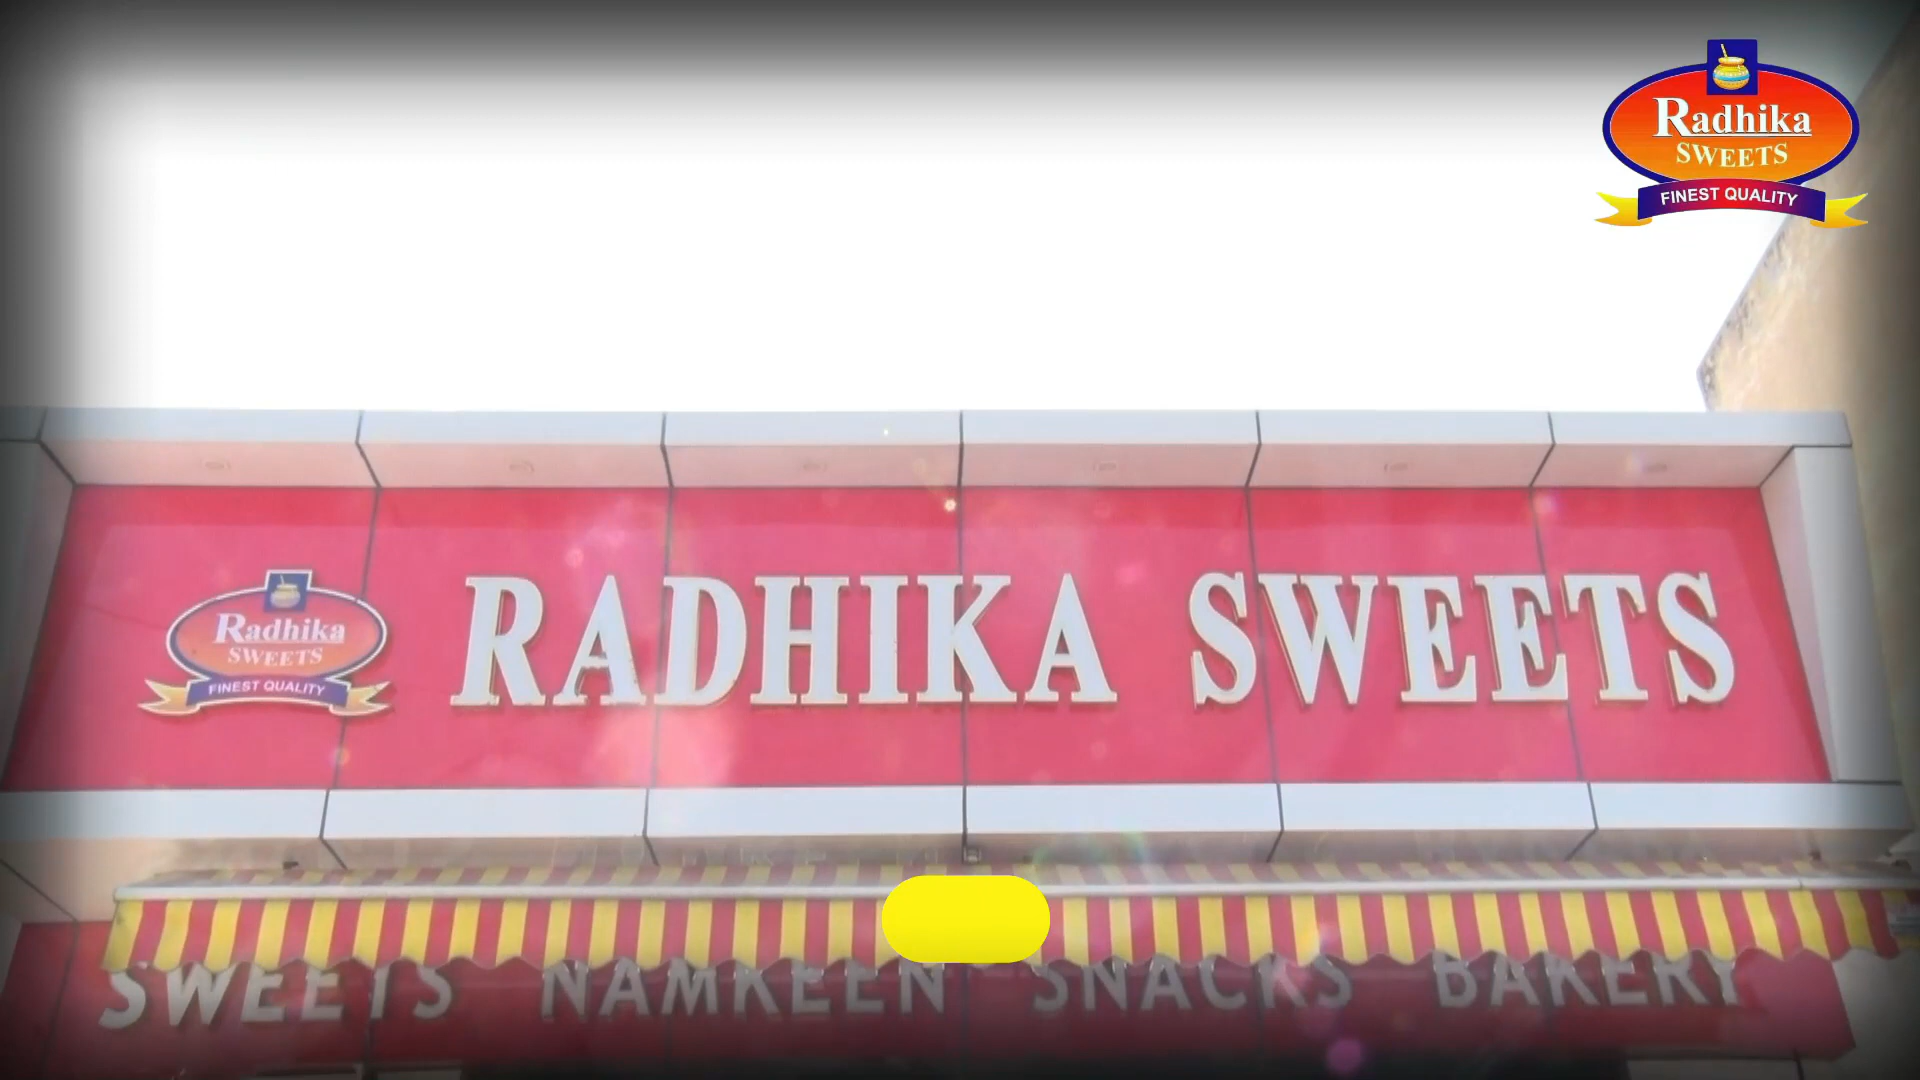 Radhika
SWEETS
FINEST QUALITY
RADHIKA SWEETS
Radhika
SWEETS
FINEST QUALITY
SWEETS NAMKEEN SNACKS BAKERY